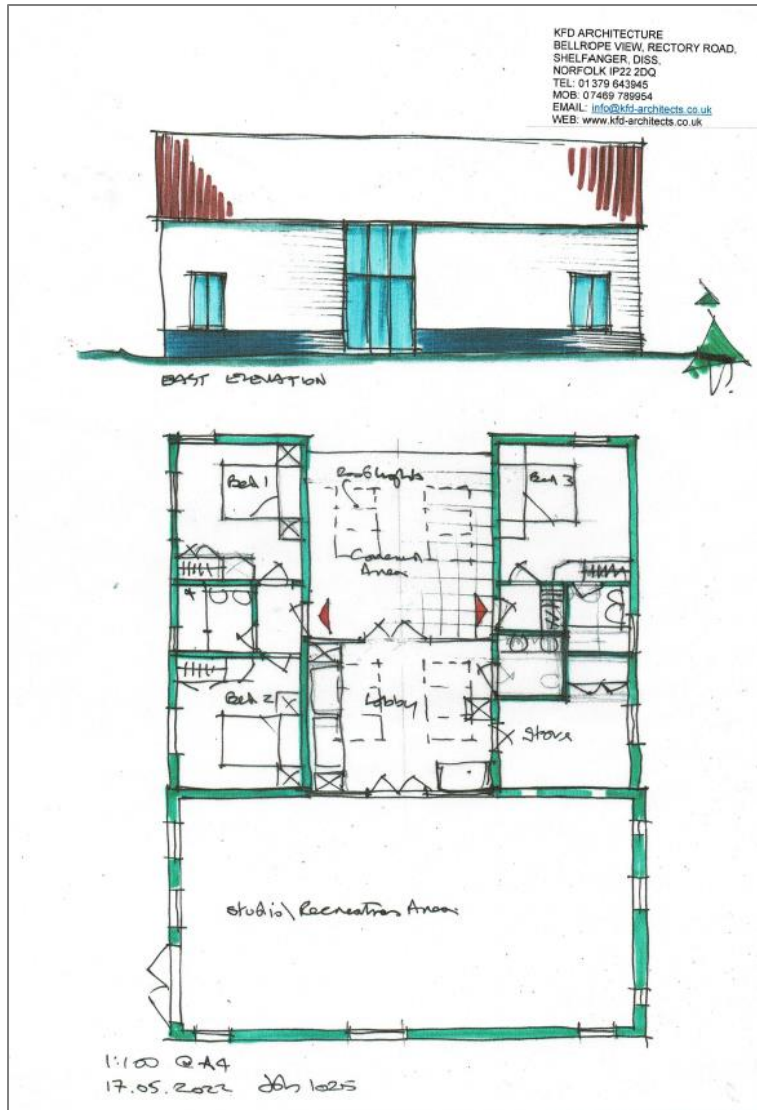 KFD ARCHITECTURE
BELLROPE VIEW, RECTORY ROAD,
SHELFANGER, DISS,
NORFOLK IP22 2DQ
TEL: 01379 643945
MOB: 07469 789954
EMAIL: info@kfd-architects.co.uk
WEB: www.kfd-architects.co.uk
EAST ELEVATION
Bed 1
Rooflights
Bed 3
Covered
Area
Bed 2
Lobby
Store
Studio\Recreation Area
1:100 @ A4
17.05.2022 Job 1025